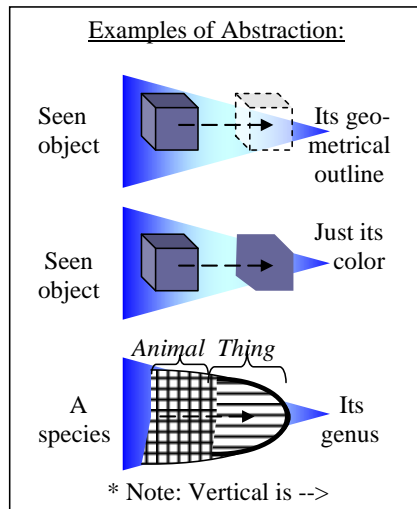 Examples of Abstraction:
Seen
object
Its geo-
metrical
outline
Seen
object
Just its
color
Animal Thing
A
species
Its
genus
* Note: Vertical is -->